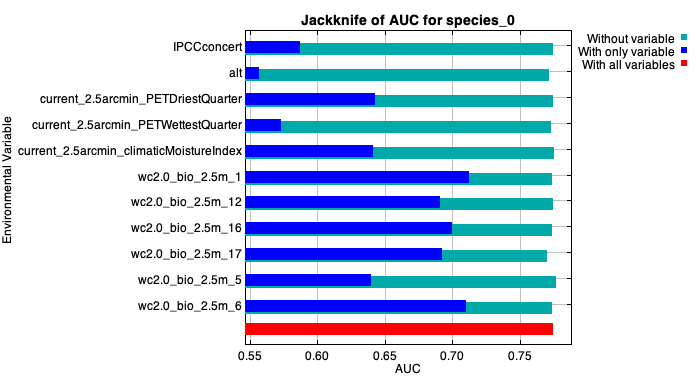 Jackknife of AUC for species_0
Without variable
With only variable
With all variables
Environmental Variable
IPCCconcert
alt
current_2.5arcmin_PETDriestQuarter
current_2.5arcmin_PETWettestQuarter
current_2.5arcmin_climaticMoistureIndex
wc2.0_bio_2.5m_1
wc2.0_bio_2.5m_12
wc2.0_bio_2.5m_16
wc2.0_bio_2.5m_17
wc2.0_bio_2.5m_5
wc2.0_bio_2.5m_6
0.55 0.60 0.65 0.70 0.75
AUC